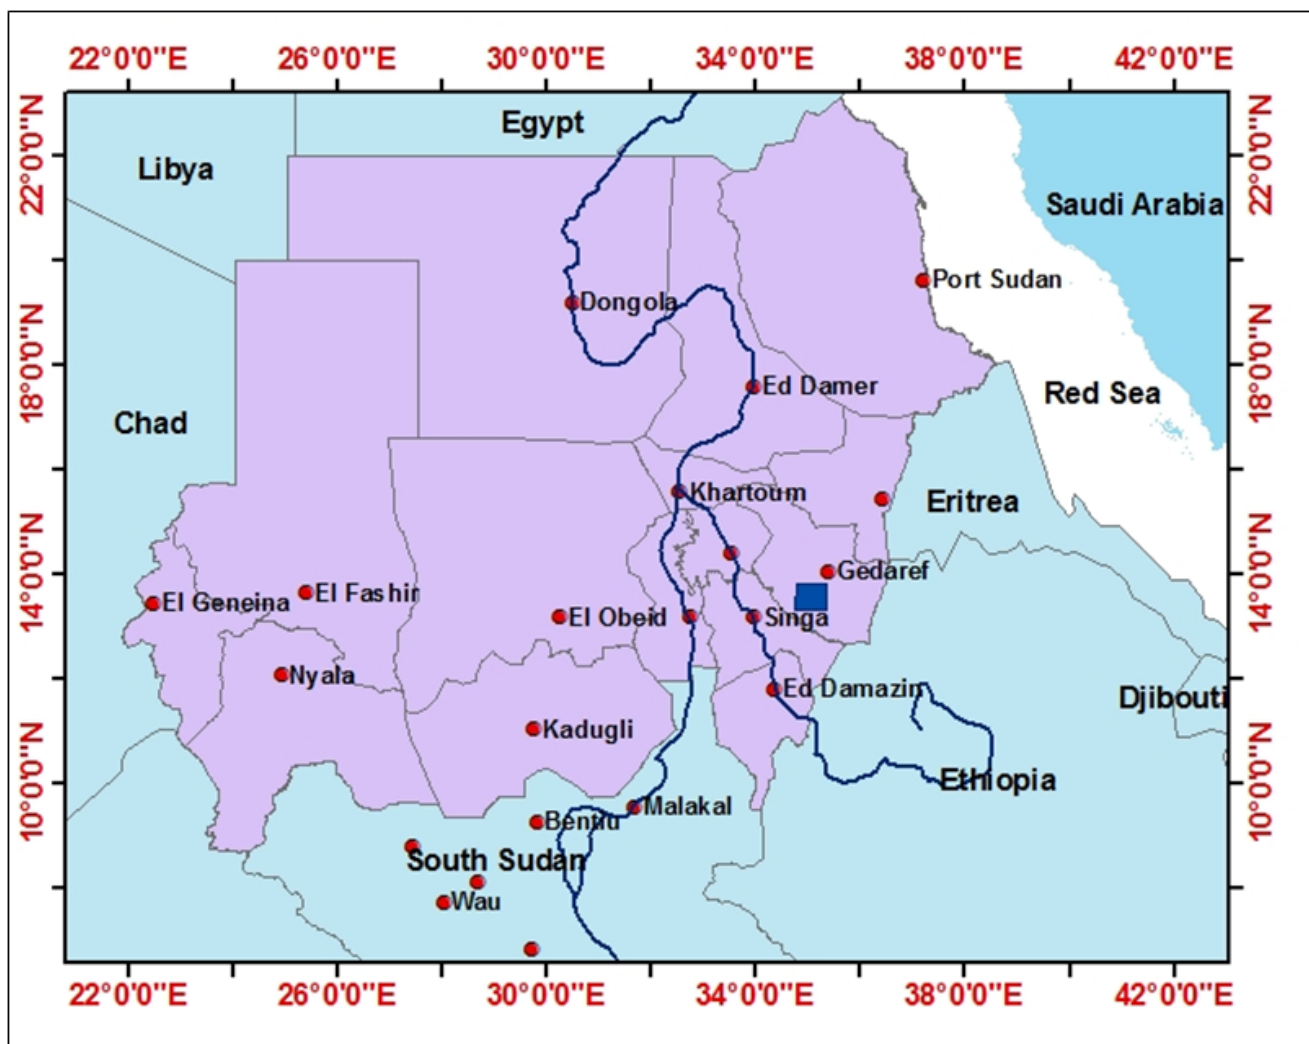 22°0'0"E 26°0'0"E 30°0'0"E 34°0'0"E 38°0'0"E 42°0'0"E
22°0'0"N
18°0'0"N
14°0'0"N
10°0'0"N
Egypt
Libya
Saudi Arabia
Port Sudan
Dongola
Ed Damer
Red Sea
Chad
Khartoum
Eritrea
Gedaref
El Fashir
El Geneina
El Obeid
Singa
Nyala
Ed Damazin
Djibouti
Kadugli
Ethiopia
Malakal
Bentiu
South Sudan
Wau
22°0'0"N
18°0'0"N
14°0'0"N
10°0'0"N
22°0'0"E 26°0'0"E 30°0'0"E 34°0'0"E 38°0'0"E 42°0'0"E